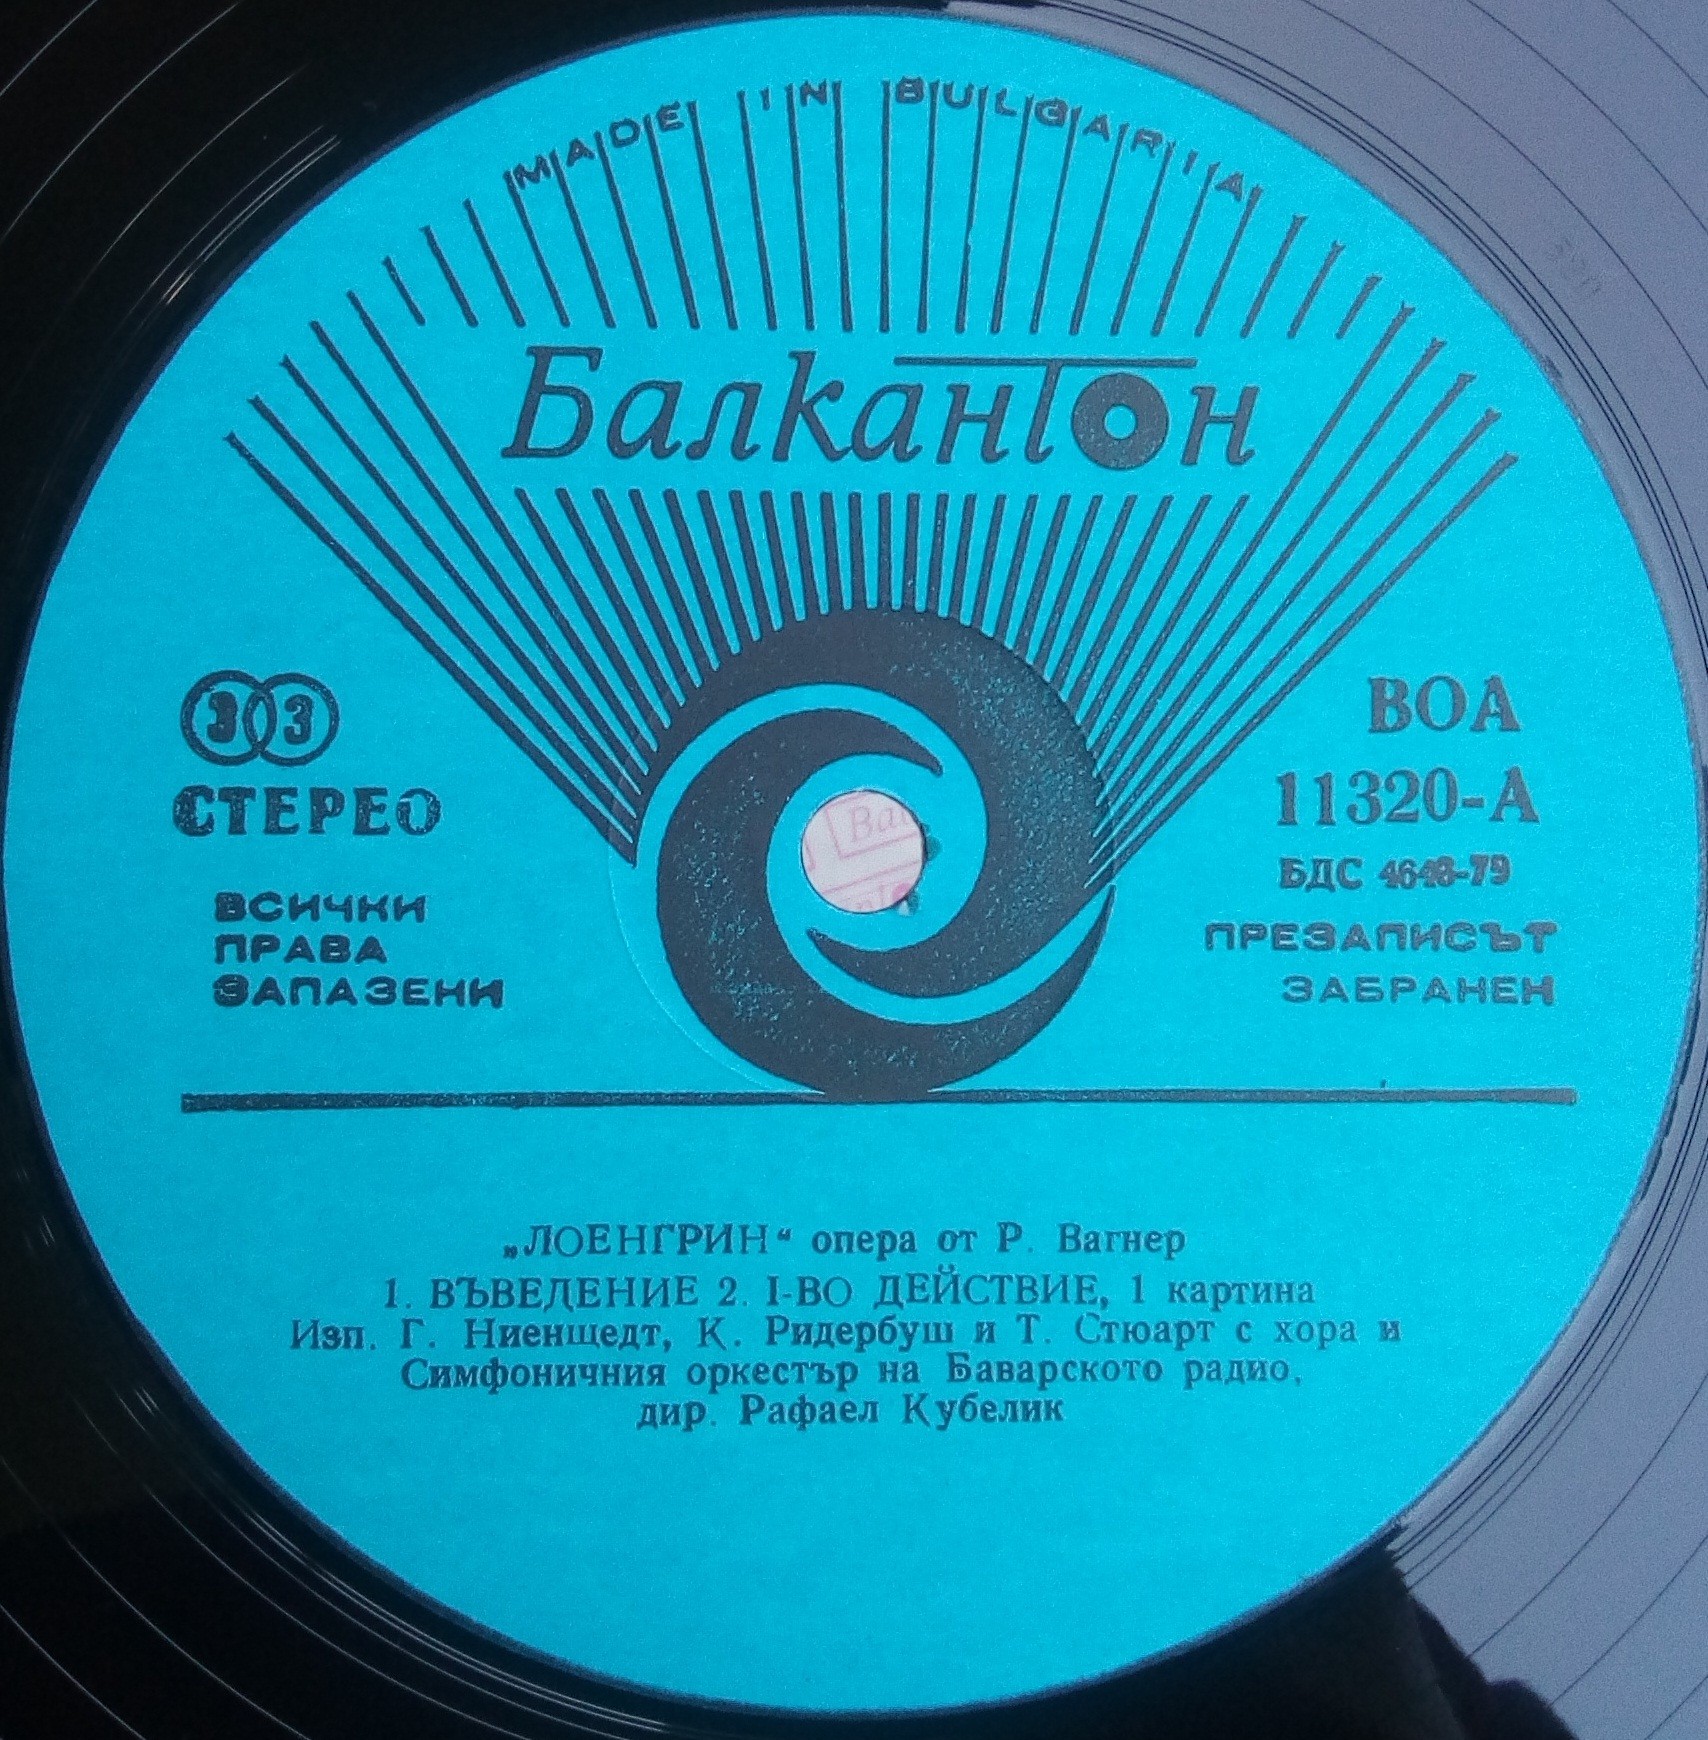 MADE IN BULGARIA
Балкантон
33
СТЕРЕО
ВСИЧКИ
ПРАВА
ЗАПАЗЕНИ
ВОА
11320-А
БДС 4648-79
ПРЕЗАПИСЪТ
ЗАБРАНЕН
„ЛОЕНГРИН“ опера от Р. Вагнер
1. ВЪВЕДЕНИЕ 2. I-ВО ДЕЙСТВИЕ, 1 картина
Изп. Г. Ниенщедт, К. Ридербуш и Т. Стюарт с хора и
Симфоничния оркестър на Баварското радио,
дир. Рафаел Кубелик